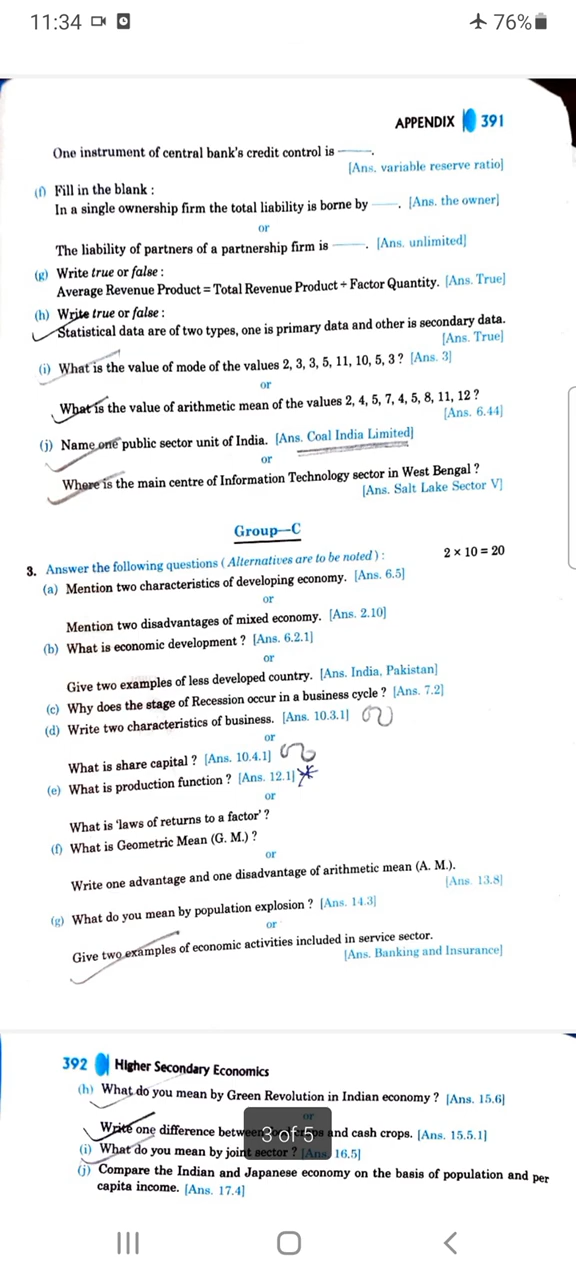 11:34
76%
APPENDIX 391
One instrument of central bank's credit control is ———.
[Ans. variable reserve ratio]
(f) Fill in the blank :
In a single ownership firm the total liability is borne by ———. [Ans. the owner]
or
The liability of partners of a partnership firm is ———. [Ans. unlimited]
(g) Write true or false :
Average Revenue Product = Total Revenue Product ÷ Factor Quantity. [Ans. True]
(h) Write true or false :
Statistical data are of two types, one is primary data and other is secondary data.
[Ans. True]
(i) What is the value of mode of the values 2, 3, 3, 5, 11, 10, 5, 3 ? [Ans. 3]
or
What is the value of arithmetic mean of the values 2, 4, 5, 7, 4, 5, 8, 11, 12 ?
[Ans. 6.44]
(j) Name one public sector unit of India. [Ans. Coal India Limited]
or
Where is the main centre of Information Technology sector in West Bengal ?
[Ans. Salt Lake Sector V]
Group—C
3. Answer the following questions (Alternatives are to be noted) : 2 × 10 = 20
(a) Mention two characteristics of developing economy. [Ans. 6.5]
or
Mention two disadvantages of mixed economy. [Ans. 2.10]
(b) What is economic development ? [Ans. 6.2.1]
or
Give two examples of less developed country. [Ans. India, Pakistan]
(c) Why does the stage of Recession occur in a business cycle ? [Ans. 7.2]
(d) Write two characteristics of business. [Ans. 10.3.1]
or
What is share capital ? [Ans. 10.4.1]
(e) What is production function ? [Ans. 12.1]
or
What is 'laws of returns to a factor' ?
(f) What is Geometric Mean (G. M.) ?
or
Write one advantage and one disadvantage of arithmetic mean (A. M.).
[Ans. 13.8]
(g) What do you mean by population explosion ? [Ans. 14.3]
or
Give two examples of economic activities included in service sector.
[Ans. Banking and Insurance]
392 Higher Secondary Economics
(h) What do you mean by Green Revolution in Indian economy ? [Ans. 15.6]
or
Write one difference between and cash crops. [Ans. 15.5.1]
3 of 5
(i) What do you mean by joint sector ? [Ans. 16.5]
(j) Compare the Indian and Japanese economy on the basis of population and per
capita income. [Ans. 17.4]